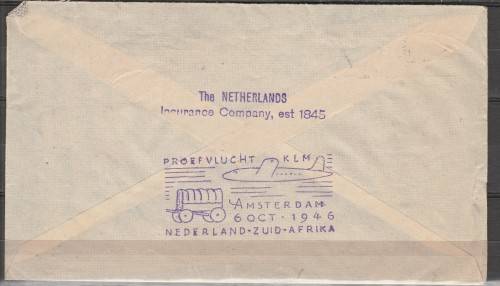 The NETHERLANDS
Insurance Company, est 1845
PROEFVLUCHT KLM
AMSTERDAM
6 OCT · 1946
NEDERLAND-ZUID-AFRIKA